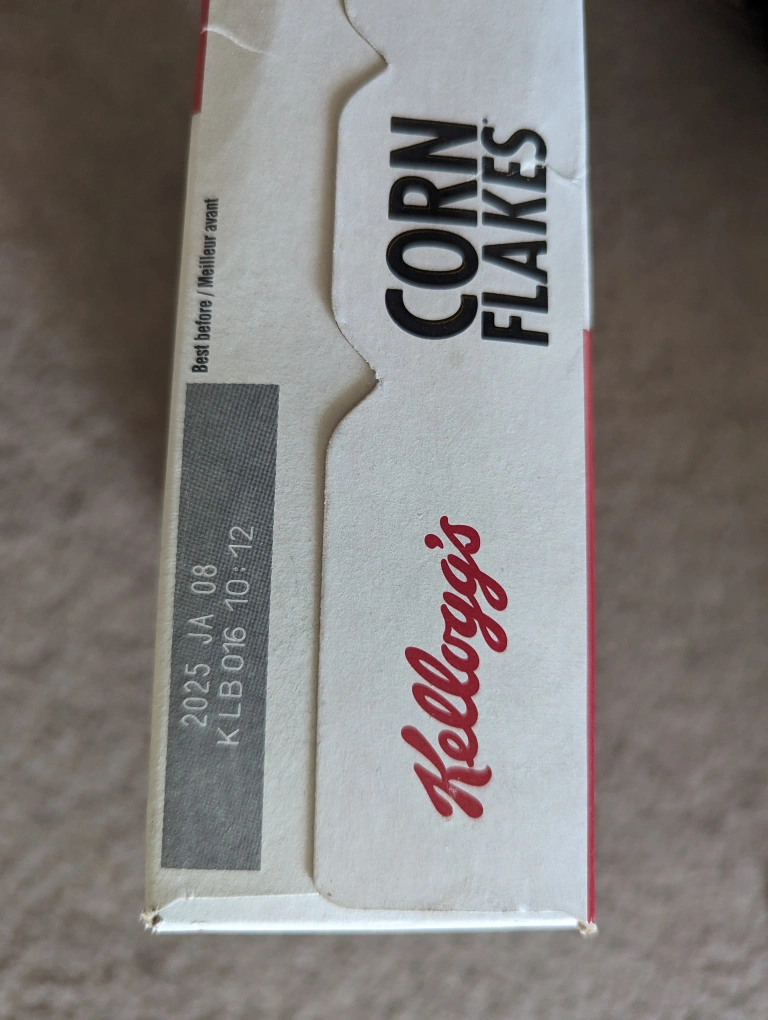 Best before / Meilleur avant
2025 JA 08
KLB 016 10:12
Kellogg's
CORN
FLAKES